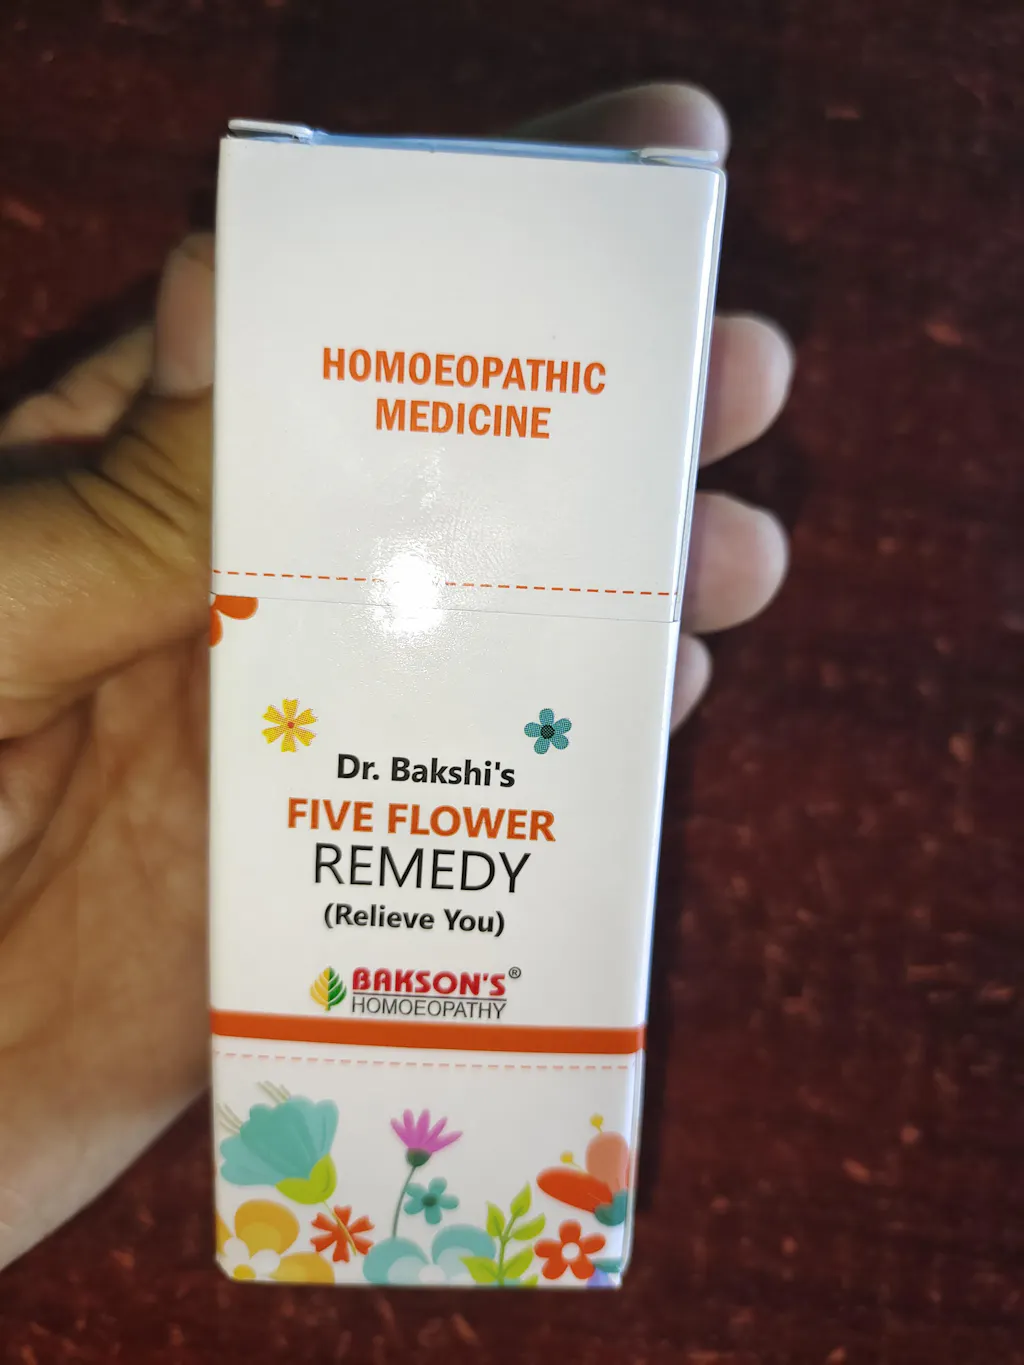 HOMOEOPATHIC
MEDICINE
Dr. Bakshi's
FIVE FLOWER
REMEDY
(Relieve You)
BAKSON'S®
HOMOEOPATHY